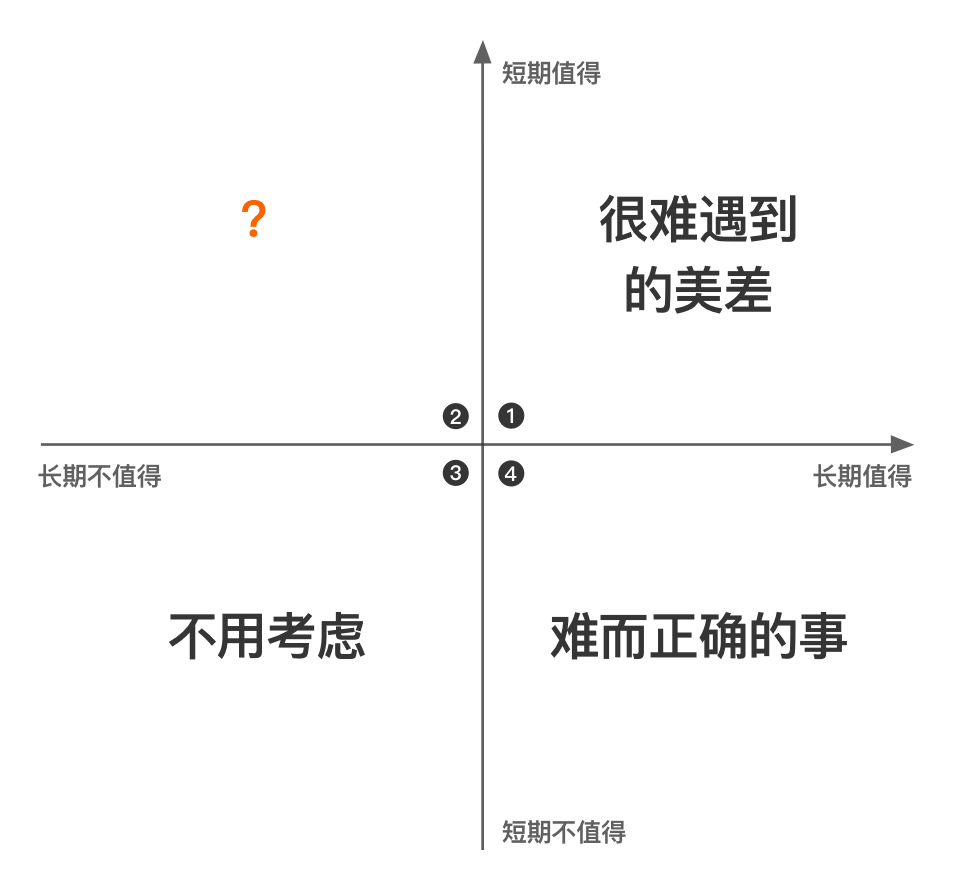 短期值得
?
很难遇到
的美差
❷ ❶
长期不值得
❸ ❹
长期值得
不用考虑
难而正确的事
短期不值得